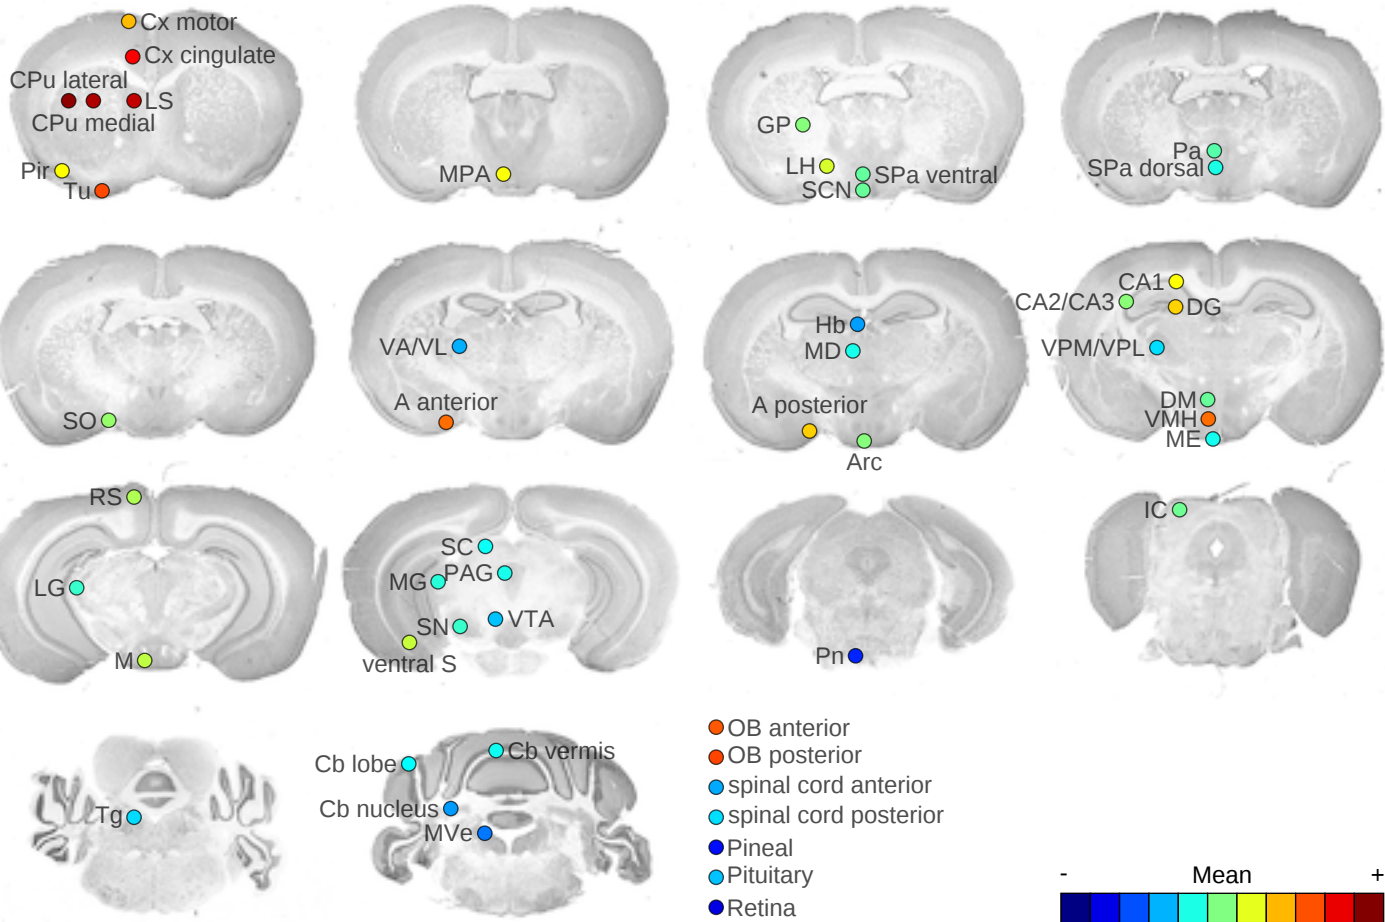 Cx motor
Cx cingulate
CPu lateral
LS
CPu medial
Pir
Tu
MPA
GP
LH
SPa ventral
SCN
Pa
SPa dorsal
SO
VA/VL
A anterior
Hb
MD
A posterior
Arc
CA1
CA2/CA3
DG
VPM/VPL
DM
VMH
ME
RS
LG
M
SC
MG
PAG
SN
VTA
ventral S
Pn
IC
Tg
Cb lobe
Cb vermis
Cb nucleus
MVe
OB anterior
OB posterior
spinal cord anterior
spinal cord posterior
Pineal
Pituitary
Retina
- Mean +